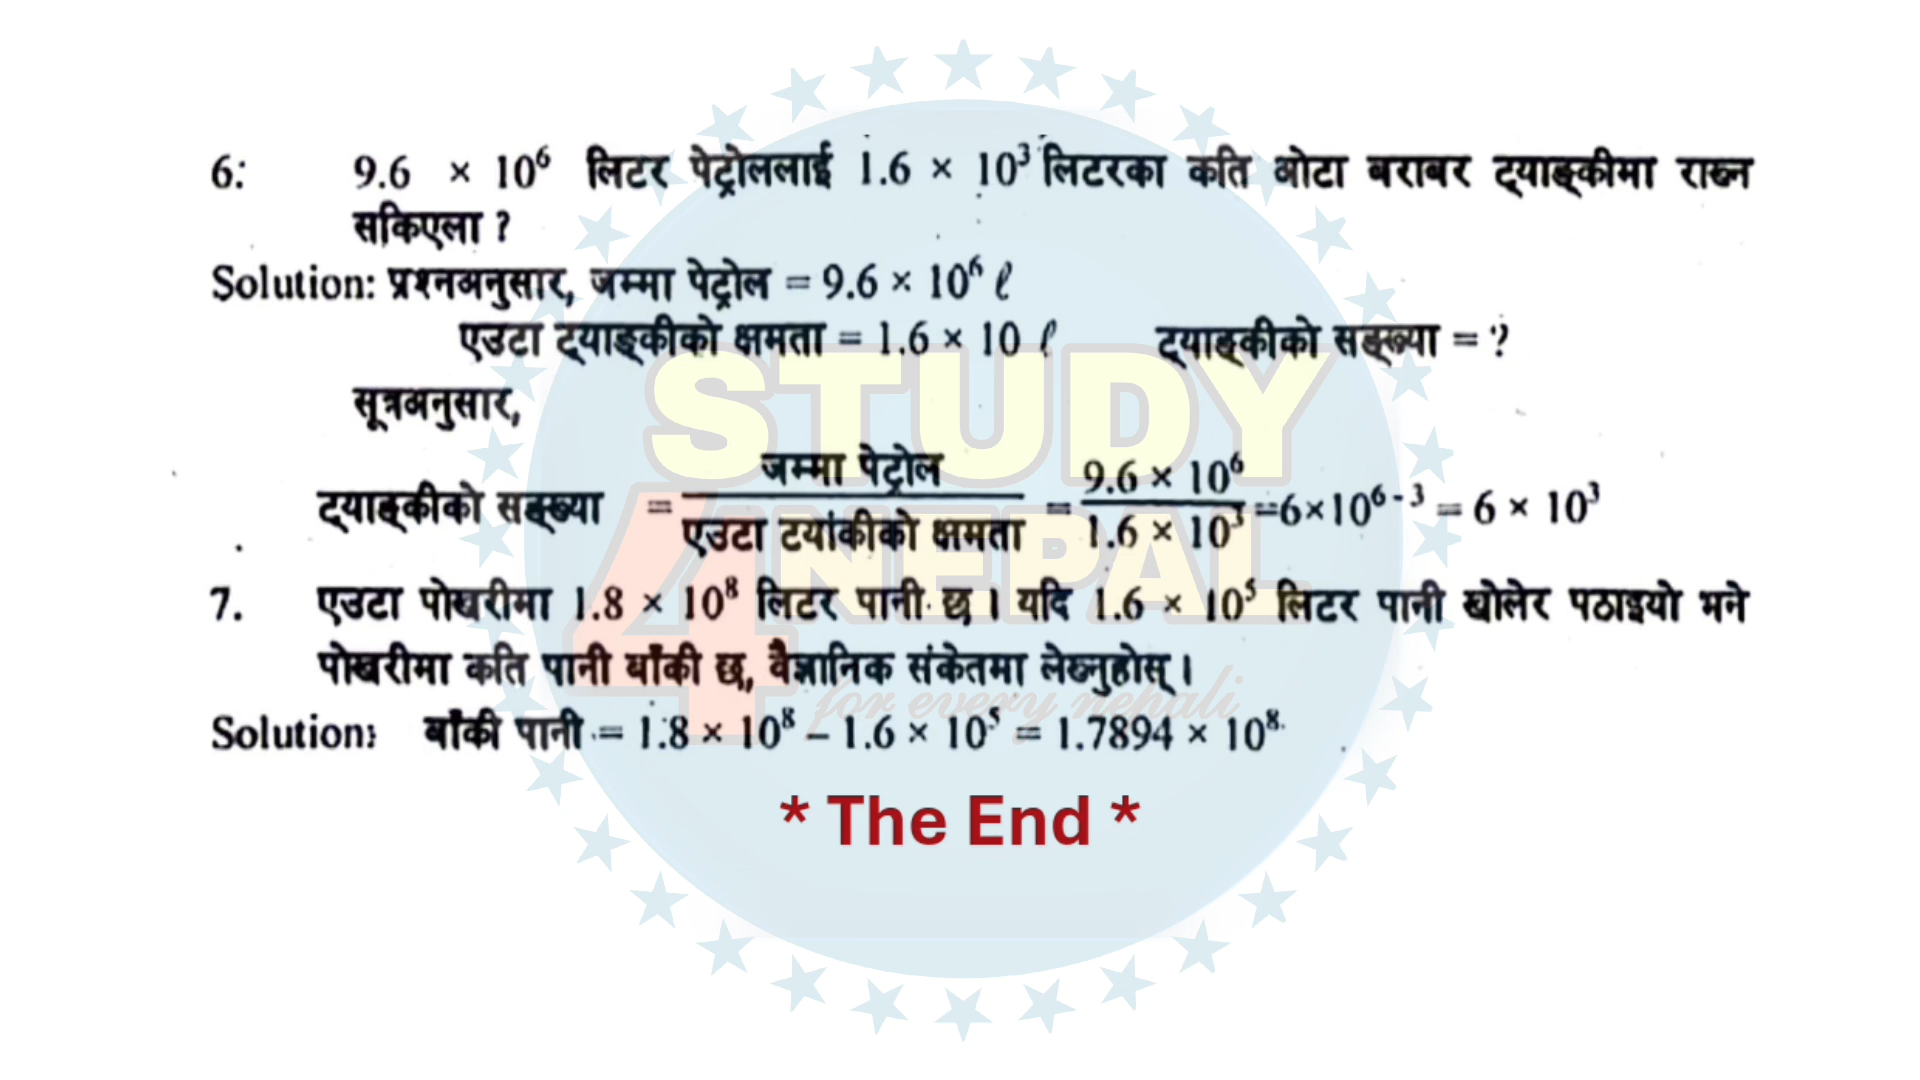 6: 9.6 × 10⁶ लिटर पेट्रोललाई 1.6 × 10³ लिटरका कति ओटा बराबर ट्याङ्कीमा राख्न
सकिएला ?
Solution: प्रश्नअनुसार, जम्मा पेट्रोल = 9.6 × 10⁶ ℓ
एउटा ट्याङ्कीको क्षमता = 1.6 × 10 ℓ ट्याङ्कीको सङ्ख्या = ?
सूत्रअनुसार,
ट्याङ्कीको सङ्ख्या = जम्मा पेट्रोल / एउटा टयांकीको क्षमता = 9.6 × 10⁶ / 1.6 × 10³ =6×10⁶⁻³ = 6 × 10³
7. एउटा पोखरीमा 1.8 × 10⁸ लिटर पानी छ । यदि 1.6 × 10⁵ लिटर पानी खोलेर पठाइयो भने
पोखरीमा कति पानी बाँकी छ, वैज्ञानिक संकेतमा लेख्नुहोस् ।
Solution: बाँकी पानी = 1.8 × 10⁸ – 1.6 × 10⁵ = 1.7894 × 10⁸
* The End *
STUDY
4 NEPAL
for every nepali